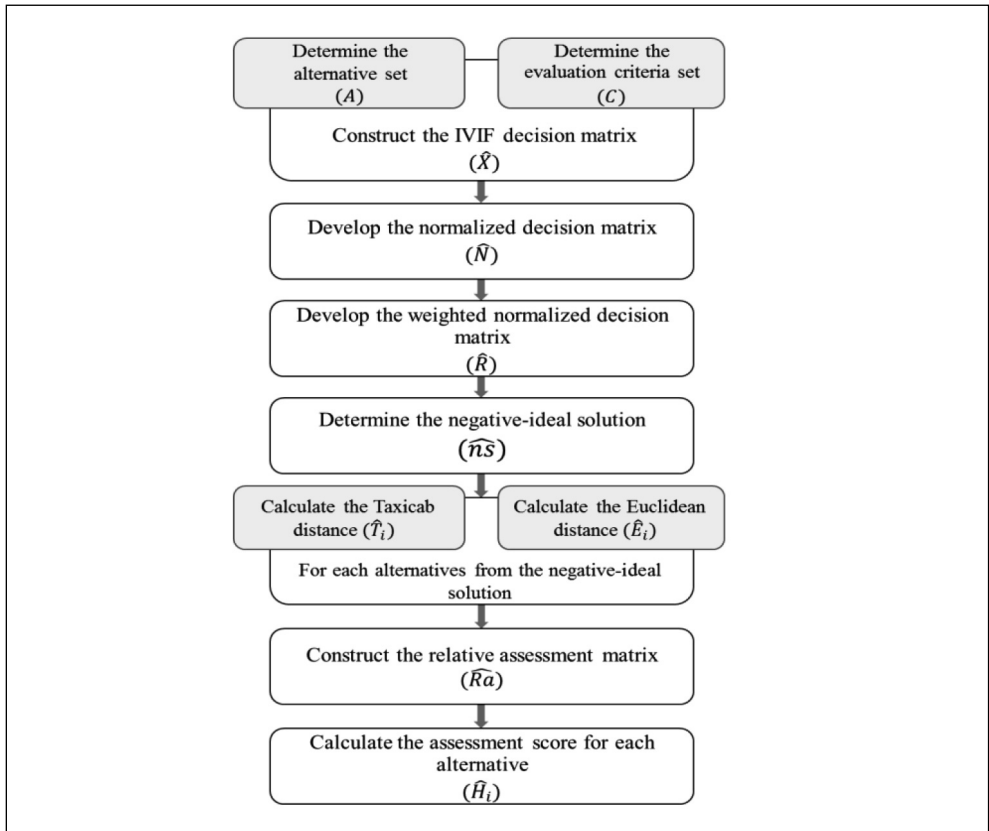 Determine the
alternative set
(A)
Determine the
evaluation criteria set
(C)
Construct the IVIF decision matrix
(X̂)
Develop the normalized decision matrix
(N̂)
Develop the weighted normalized decision
matrix
(R̂)
Determine the negative-ideal solution
(n͡s)
Calculate the Taxicab
distance (T̂ᵢ)
Calculate the Euclidean
distance (Êᵢ)
For each alternatives from the negative-ideal
solution
Construct the relative assessment matrix
(R͡a)
Calculate the assessment score for each
alternative
(Ĥᵢ)